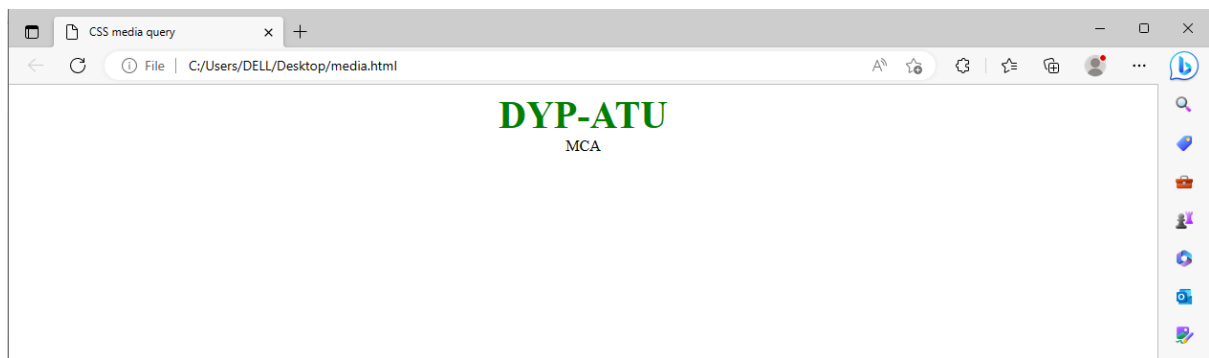 CSS media query
File | C:/Users/DELL/Desktop/media.html
DYP-ATU
MCA